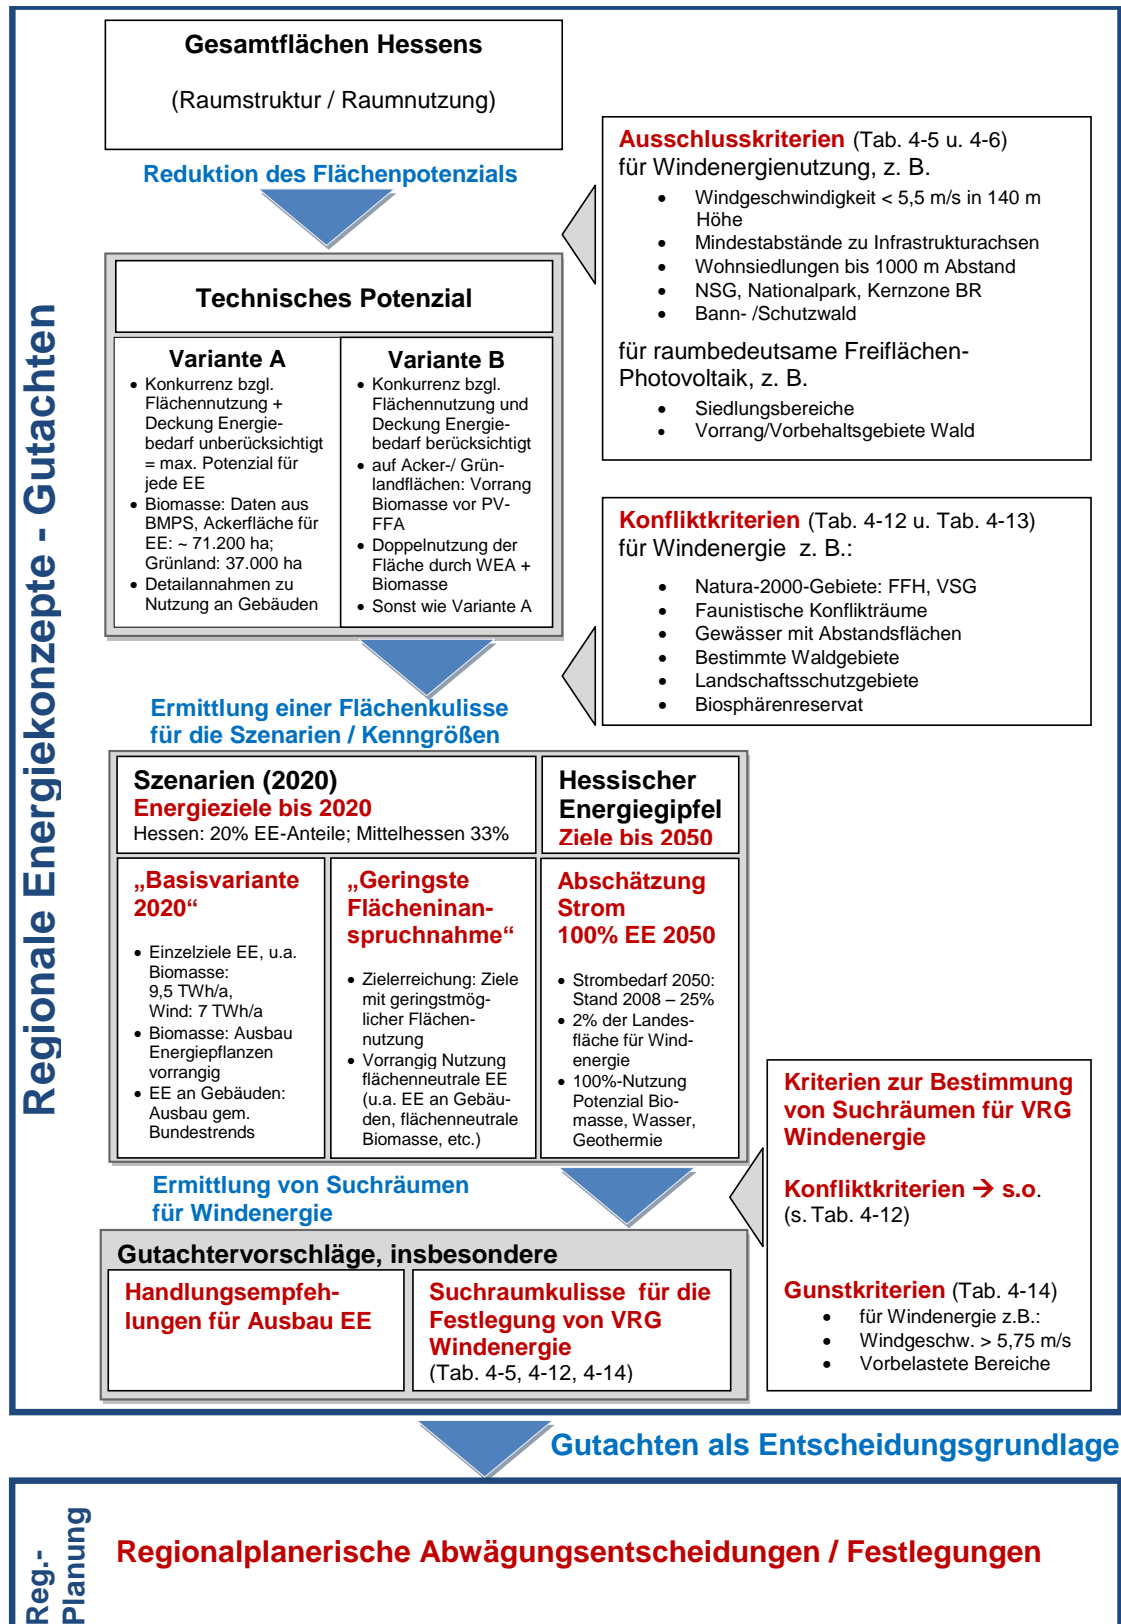 Regionale Energiekonzepte - Gutachten
Gesamtflächen Hessens
(Raumstruktur / Raumnutzung)
Reduktion des Flächenpotenzials
Ausschlusskriterien (Tab. 4-5 u. 4-6)
für Windenergienutzung, z. B.
• Windgeschwindigkeit < 5,5 m/s in 140 m
Höhe
• Mindestabstände zu Infrastrukturachsen
• Wohnsiedlungen bis 1000 m Abstand
• NSG, Nationalpark, Kernzone BR
• Bann- /Schutzwald
für raumbedeutsame Freiflächen-
Photovoltaik, z. B.
• Siedlungsbereiche
• Vorrang/Vorbehaltsgebiete Wald
Technisches Potenzial
Variante A
• Konkurrenz bzgl.
Flächennutzung +
Deckung Energie-
bedarf unberücksichtigt
= max. Potenzial für
jede EE
• Biomasse: Daten aus
BMPS, Ackerfläche für
EE: ~ 71.200 ha;
Grünland: 37.000 ha
• Detailannahmen zu
Nutzung an Gebäuden
Variante B
• Konkurrenz bzgl.
Flächennutzung und
Deckung Energie-
bedarf berücksichtigt
• auf Acker-/ Grün-
landflächen: Vorrang
Biomasse vor PV-
FFA
• Doppelnutzung der
Fläche durch WEA +
Biomasse
• Sonst wie Variante A
Konfliktkriterien (Tab. 4-12 u. Tab. 4-13)
für Windenergie z. B.:
• Natura-2000-Gebiete: FFH, VSG
• Faunistische Konflikträume
• Gewässer mit Abstandsflächen
• Bestimmte Waldgebiete
• Landschaftsschutzgebiete
• Biosphärenreservat
Ermittlung einer Flächenkulisse
für die Szenarien / Kenngrößen
Szenarien (2020)
Energieziele bis 2020
Hessen: 20% EE-Anteile; Mittelhessen 33%
Hessischer
Energiegipfel
Ziele bis 2050
„Basisvariante
2020“
• Einzelziele EE, u.a.
Biomasse:
9,5 TWh/a,
Wind: 7 TWh/a
• Biomasse: Ausbau
Energiepflanzen
vorrangig
• EE an Gebäuden:
Ausbau gem.
Bundestrends
„Geringste
Flächeninan-
spruchnahme“
• Zielerreichung: Ziele
mit geringstmög-
licher Flächen-
nutzung
• Vorrangig Nutzung
flächenneutrale EE
(u.a. EE an Gebäu-
den, flächenneutrale
Biomasse, etc.)
Abschätzung
Strom
100% EE 2050
• Strombedarf 2050:
Stand 2008 – 25%
• 2% der Landes-
fläche für Wind-
energie
• 100%-Nutzung
Potenzial Bio-
masse, Wasser,
Geothermie
Kriterien zur Bestimmung
von Suchräumen für VRG
Windenergie
Konfliktkriterien → s.o.
(s. Tab. 4-12)
Gunstkriterien (Tab. 4-14)
• für Windenergie z.B.:
• Windgeschw. > 5,75 m/s
• Vorbelastete Bereiche
Ermittlung von Suchräumen
für Windenergie
Gutachtervorschläge, insbesondere
Handlungsempfeh-
lungen für Ausbau EE
Suchraumkulisse für die
Festlegung von VRG
Windenergie
(Tab. 4-5, 4-12, 4-14)
Gutachten als Entscheidungsgrundlage
Reg.-
Planung
Regionalplanerische Abwägungsentscheidungen / Festlegungen